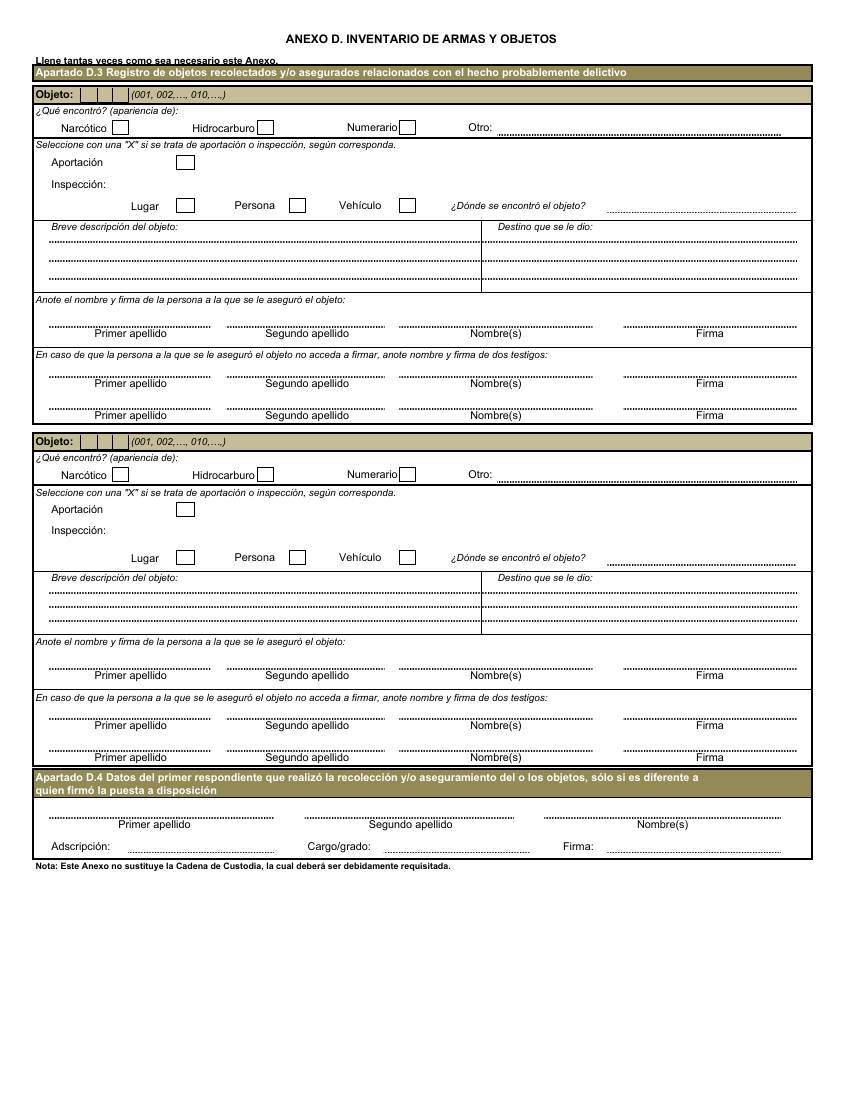 ANEXO D. INVENTARIO DE ARMAS Y OBJETOS
Llene tantas veces como sea necesario este Anexo.
Apartado D.3 Registro de objetos recolectados y/o asegurados relacionados con el hecho probablemente delictivo
Objeto: (001, 002,…, 010,…,)
¿Qué encontró? (apariencia de):
Narcótico Hidrocarburo Numerario Otro:
Seleccione con una "X" si se trata de aportación o inspección, según corresponda.
Aportación
Inspección:
Lugar Persona Vehículo ¿Dónde se encontró el objeto?
Breve descripción del objeto: Destino que se le dio:
Anote el nombre y firma de la persona a la que se le aseguró el objeto:
Primer apellido Segundo apellido Nombre(s) Firma
En caso de que la persona a la que se le aseguró el objeto no acceda a firmar, anote nombre y firma de dos testigos:
Primer apellido Segundo apellido Nombre(s) Firma
Primer apellido Segundo apellido Nombre(s) Firma
Objeto: (001, 002,…, 010,…,)
¿Qué encontró? (apariencia de):
Narcótico Hidrocarburo Numerario Otro:
Seleccione con una "X" si se trata de aportación o inspección, según corresponda.
Aportación
Inspección:
Lugar Persona Vehículo ¿Dónde se encontró el objeto?
Breve descripción del objeto: Destino que se le dio:
Anote el nombre y firma de la persona a la que se le aseguró el objeto:
Primer apellido Segundo apellido Nombre(s) Firma
En caso de que la persona a la que se le aseguró el objeto no acceda a firmar, anote nombre y firma de dos testigos:
Primer apellido Segundo apellido Nombre(s) Firma
Primer apellido Segundo apellido Nombre(s) Firma
Apartado D.4 Datos del primer respondiente que realizó la recolección y/o aseguramiento del o los objetos, sólo si es diferente a
quien firmó la puesta a disposición
Primer apellido Segundo apellido Nombre(s)
Adscripción: Cargo/grado: Firma:
Nota: Este Anexo no sustituye la Cadena de Custodia, la cual deberá ser debidamente requisitada.